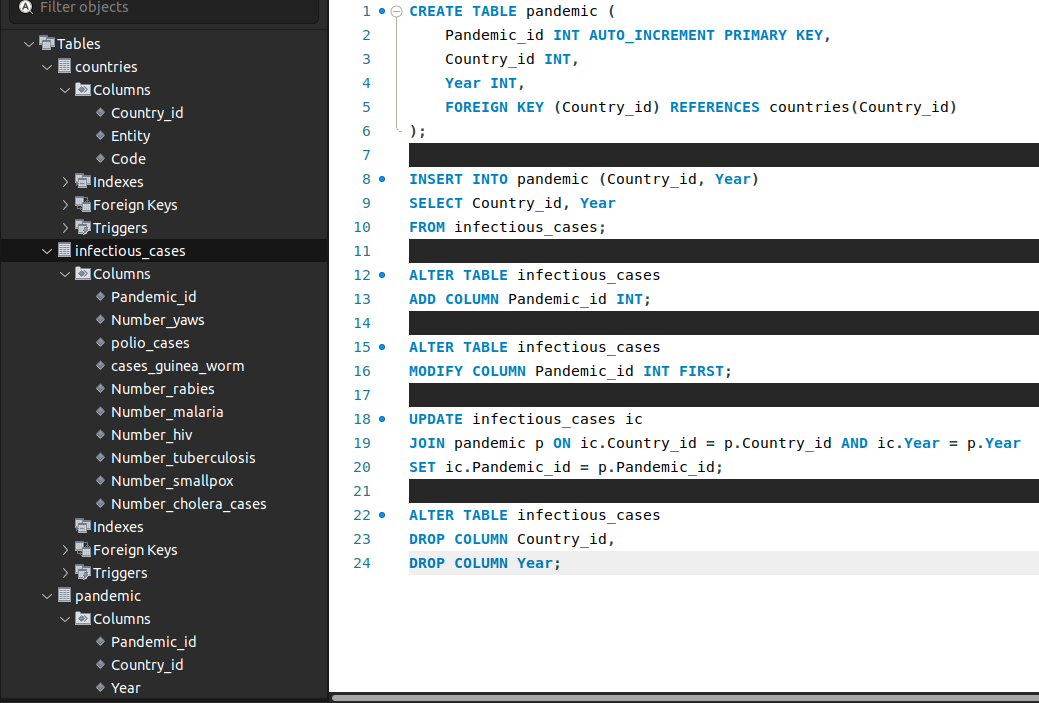 Filter objects
Tables
countries
Columns
Country_id
Entity
Code
Indexes
Foreign Keys
Triggers
infectious_cases
Columns
Pandemic_id
Number_yaws
polio_cases
cases_guinea_worm
Number_rabies
Number_malaria
Number_hiv
Number_tuberculosis
Number_smallpox
Number_cholera_cases
Indexes
Foreign Keys
Triggers
pandemic
Columns
Pandemic_id
Country_id
Year
1 CREATE TABLE pandemic (
2 Pandemic_id INT AUTO_INCREMENT PRIMARY KEY,
3 Country_id INT,
4 Year INT,
5 FOREIGN KEY (Country_id) REFERENCES countries(Country_id)
6 );
7
8 INSERT INTO pandemic (Country_id, Year)
9 SELECT Country_id, Year
10 FROM infectious_cases;
11
12 ALTER TABLE infectious_cases
13 ADD COLUMN Pandemic_id INT;
14
15 ALTER TABLE infectious_cases
16 MODIFY COLUMN Pandemic_id INT FIRST;
17
18 UPDATE infectious_cases ic
19 JOIN pandemic p ON ic.Country_id = p.Country_id AND ic.Year = p.Year
20 SET ic.Pandemic_id = p.Pandemic_id;
21
22 ALTER TABLE infectious_cases
23 DROP COLUMN Country_id,
24 DROP COLUMN Year;